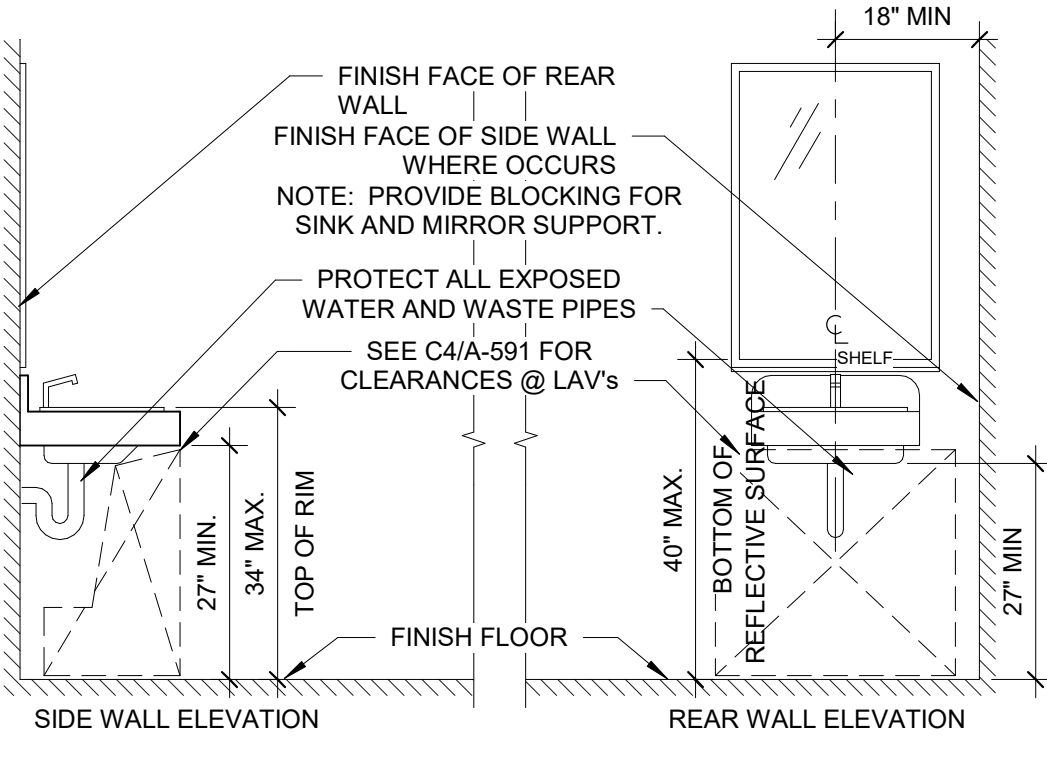 18" MIN
FINISH FACE OF REAR
WALL
FINISH FACE OF SIDE WALL
WHERE OCCURS
NOTE: PROVIDE BLOCKING FOR
SINK AND MIRROR SUPPORT.
PROTECT ALL EXPOSED
WATER AND WASTE PIPES
SEE C4/A-591 FOR
CLEARANCES @ LAV's
CL
SHELF
27" MIN.
34" MAX.
TOP OF RIM
40" MAX.
BOTTOM OF
REFLECTIVE SURFACE
27" MIN
FINISH FLOOR
SIDE WALL ELEVATION
REAR WALL ELEVATION